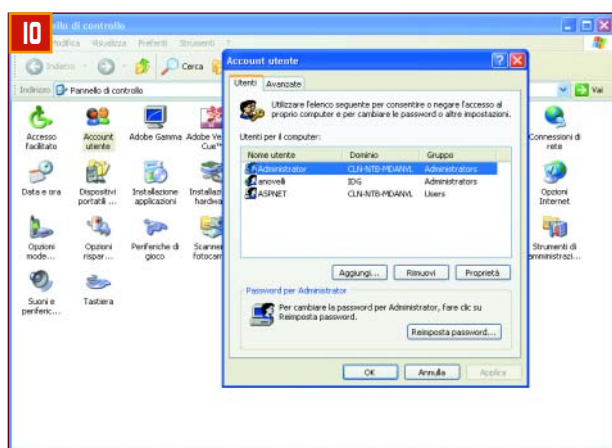 10
nello di controllo
Modifica Visualizza Preferiti Strumenti ?
Indietro Cerca
Indirizzo Pannello di controllo Vai
Accesso facilitato
Account utente
Adobe Gamma
Data e ora
Dispositivi portatili ...
Installazione applicazioni
Opzioni mode...
Opzioni rispar...
Periferiche di gioco
Suoni e periferic...
Tastiera
Connessioni di rete
Opzioni Internet
Strumenti di amministrazi...
Account utente
Utenti Avanzate
Utilizzare l'elenco seguente per consentire o negare l'accesso al
proprio computer e per cambiare le password o altre impostazioni.
Utenti per il computer:
Nome utente Dominio Gruppo
Administrator CLN-NTB-MDANVL Administrators
anovelli IDG Administrators
ASPNET CLN-NTB-MDANVL Users
Aggiungi... Rimuovi Proprietà
Password per Administrator
Per cambiare la password per Administrator, fare clic su
Reimposta password.
Reimposta password...
OK Annulla Applica